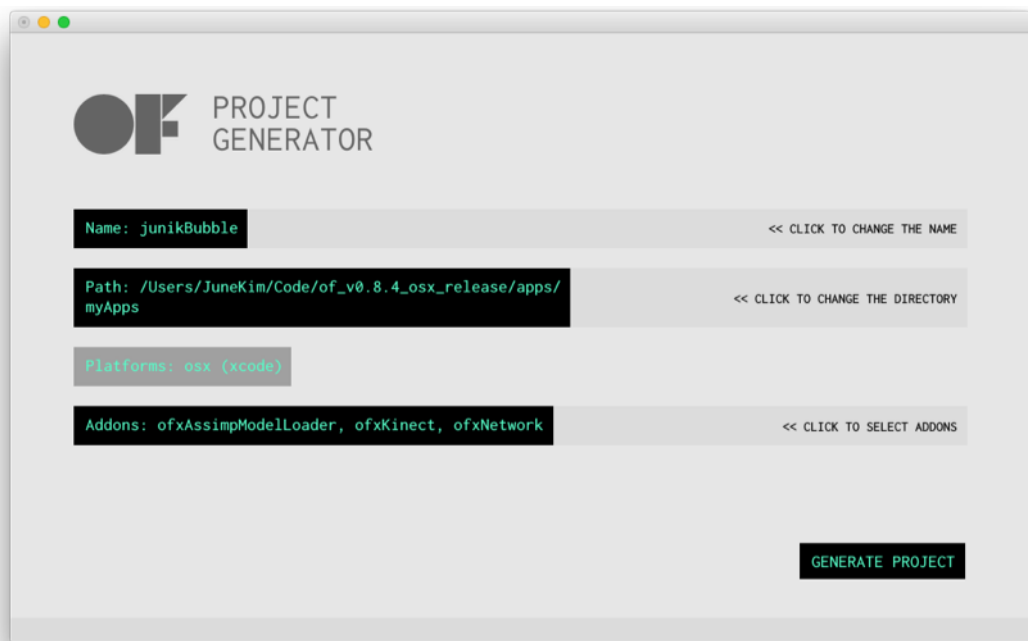 OF PROJECT
GENERATOR
Name: junikBubble << CLICK TO CHANGE THE NAME
Path: /Users/JuneKim/Code/of_v0.8.4_osx_release/apps/
myApps << CLICK TO CHANGE THE DIRECTORY
Platforms: osx (xcode)
Addons: ofxAssimpModelLoader, ofxKinect, ofxNetwork << CLICK TO SELECT ADDONS
GENERATE PROJECT